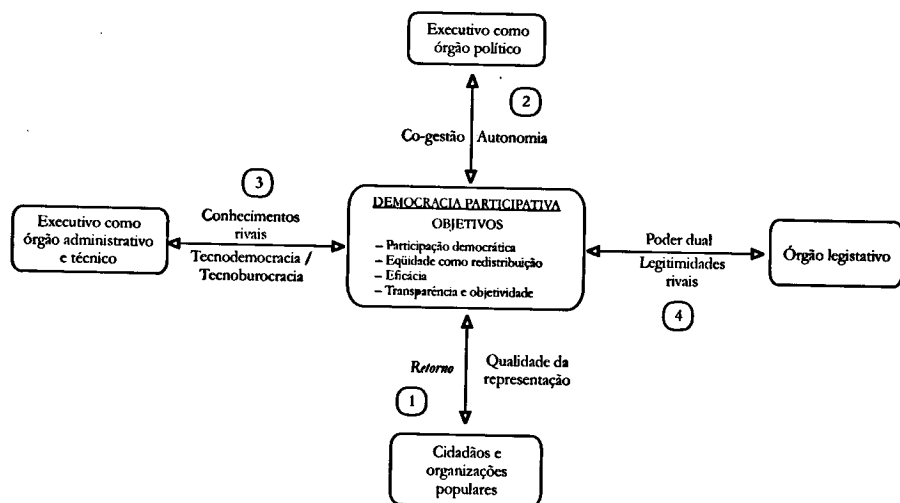 Executivo como
órgão político
2
Co-gestão Autonomia
3
Conhecimentos
rivais
Tecnodemocracia /
Tecnoburocracia
Executivo como
órgão administrativo
e técnico
DEMOCRACIA PARTICIPATIVA
OBJETIVOS
– Participação democrática
– Eqüidade como redistribuição
– Eficácia
– Transparência e objetividade
Poder dual
Legitimidades
rivais
4
Órgão legistativo
Retorno
Qualidade da
representação
1
Cidadãos e
organizações
populares